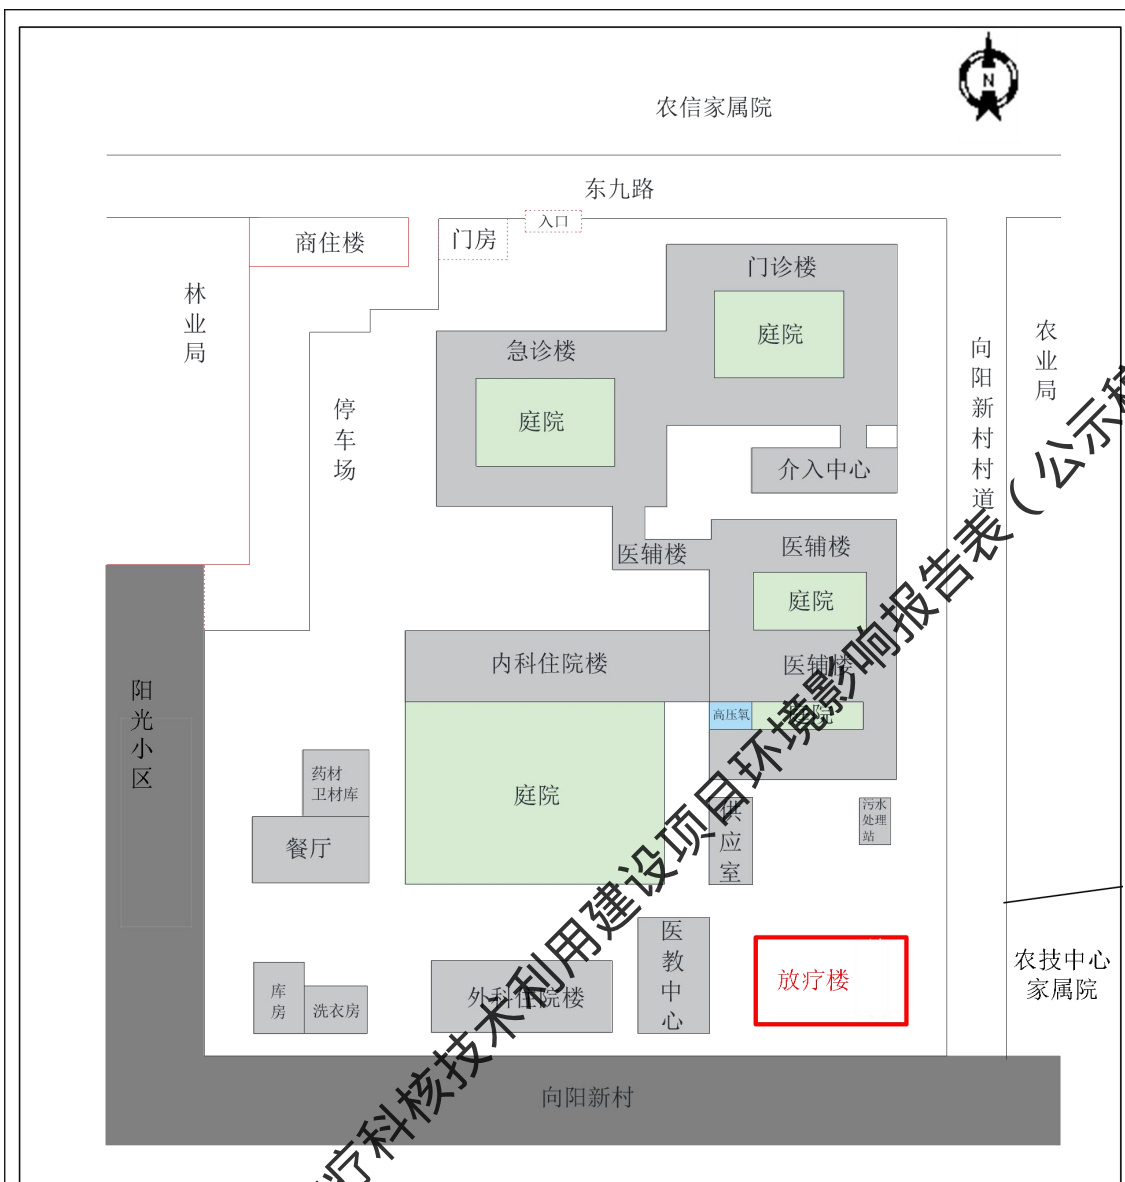 N
农信家属院
东九路
入口
商住楼
门房
门诊楼
林业局
庭院
急诊楼
农业局
向阳新村村道
庭院
停车场
介入中心
医辅楼
医辅楼
庭院
内科住院楼
医辅楼
阳光小区
高压氧
庭院
药材
卫材库
庭院
污水
处理
站
供应室
餐厅
医教中心
农技中心
家属院
放疗楼
库房
洗衣房
外科住院楼
向阳新村
疗科核技术利用建设项目环境影响报告表（公示稿